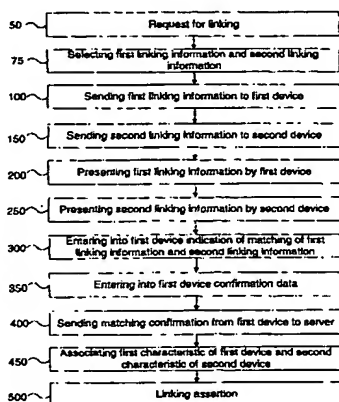 50 Request for linking
75 Selecting first linking information and second linking
information
100 Sending first linking information to first device
150 Sending second linking information to second device
200 Presenting first linking information by first device
250 Presenting second linking information by second device
300 Entering into first device indication of matching of first
linking information and second linking information
350 Entering into first device confirmation data
400 Sending matching confirmation from first device to server
450 Associating first characteristic of first device and second
characteristic of second device
500 Linking assertion